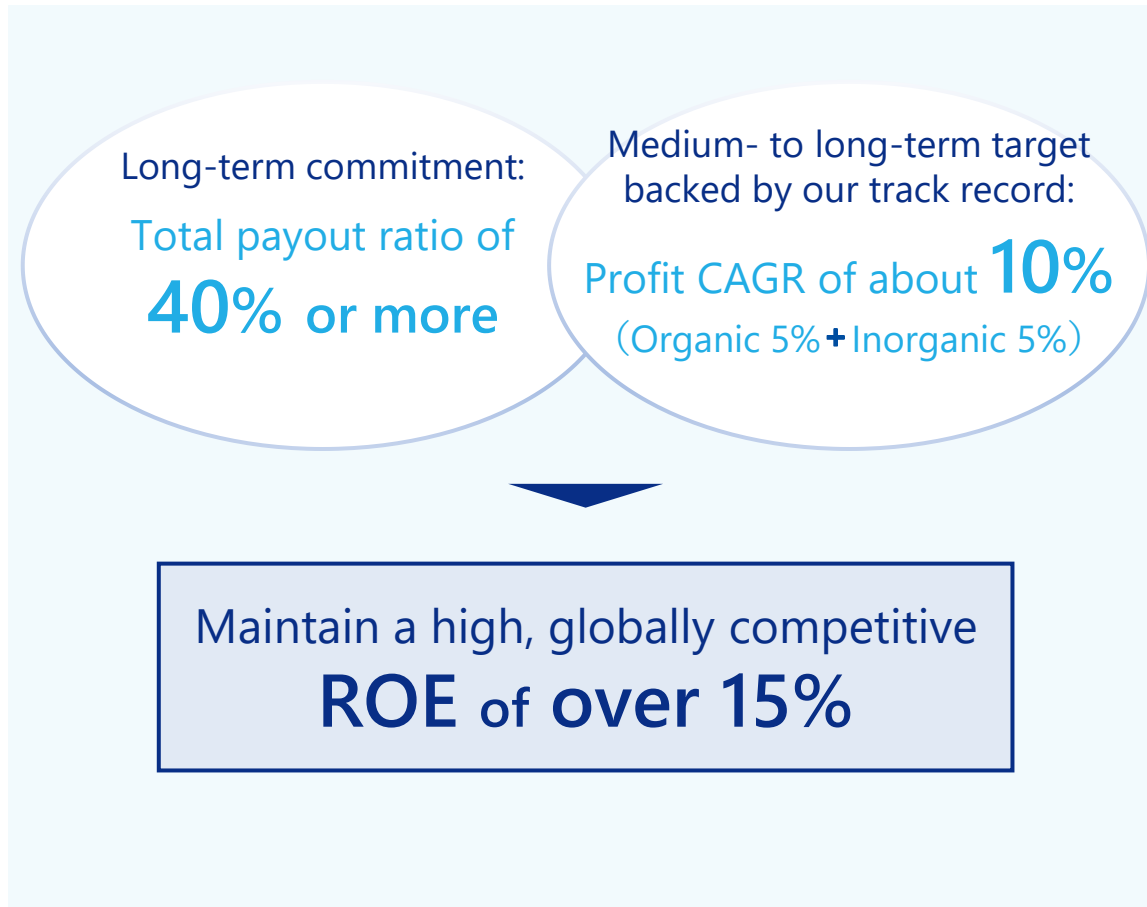 Long-term commitment:
Total payout ratio of
40% or more
Medium- to long-term target
backed by our track record:
Profit CAGR of about 10%
（Organic 5%+Inorganic 5%）
Maintain a high, globally competitive
ROE of over 15%